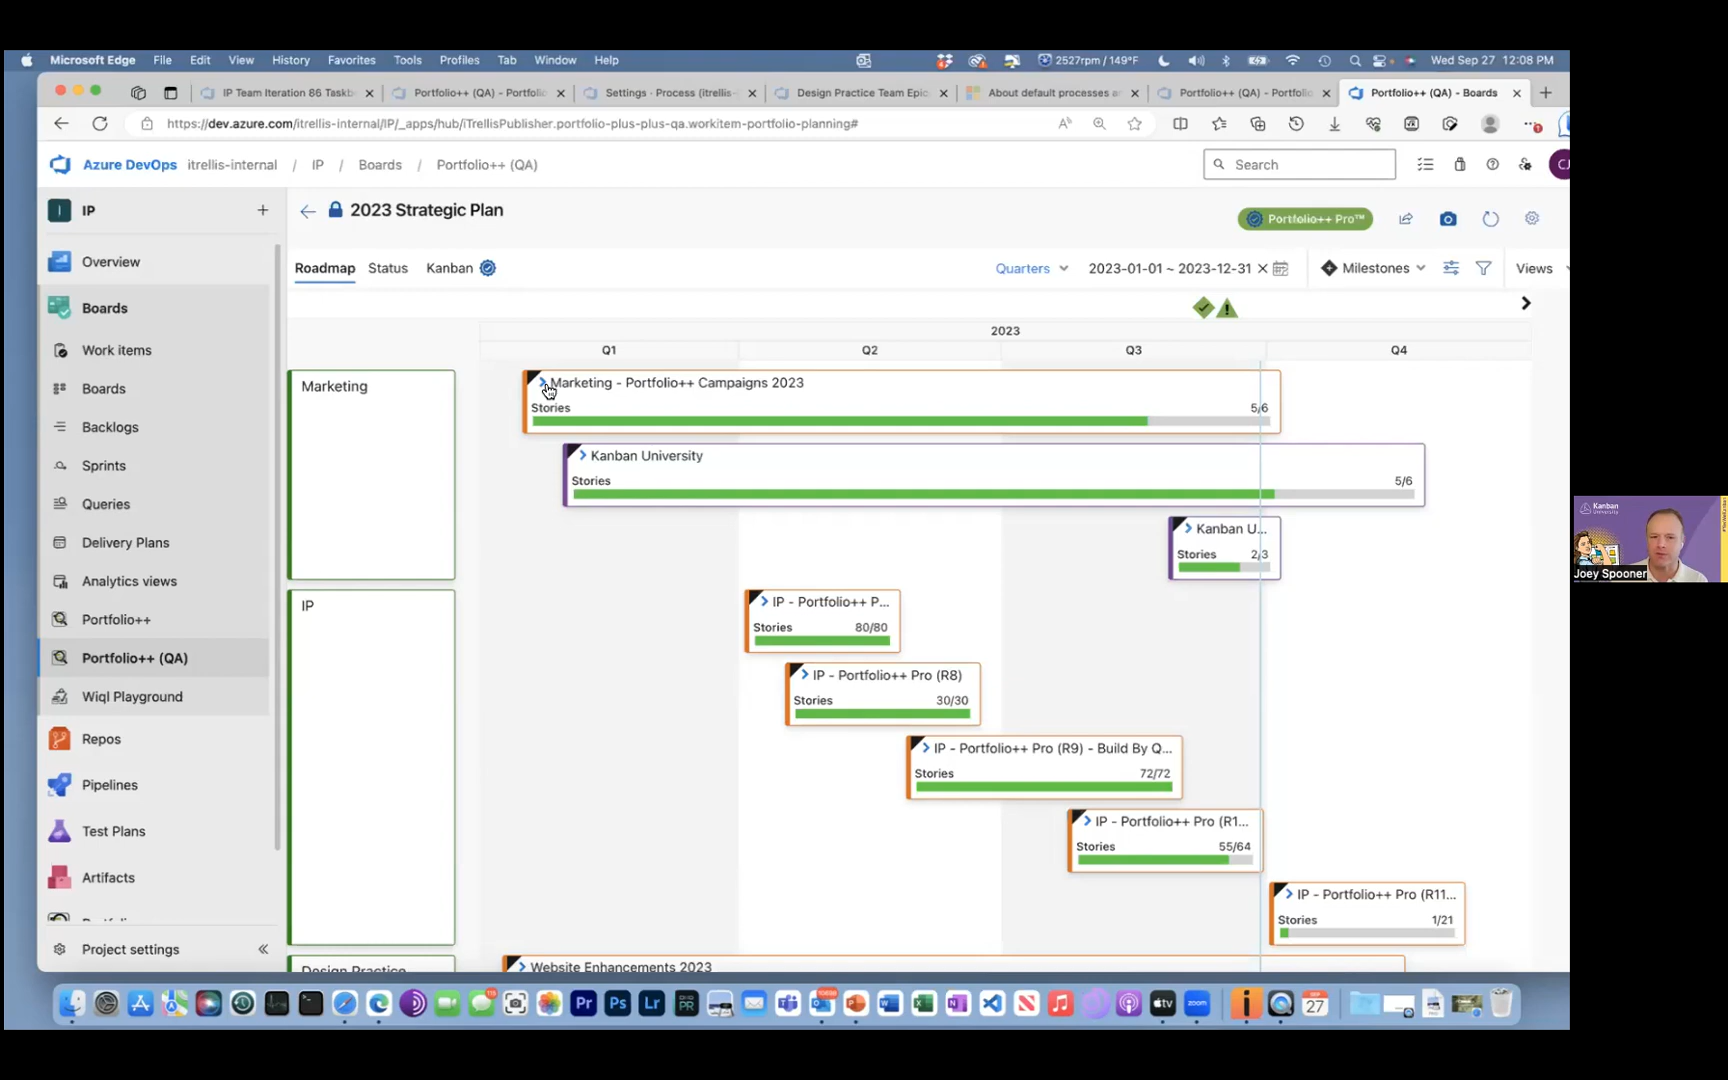 Microsoft Edge File Edit View History Favorites Tools Profiles Tab Window Help 2527rpm / 149°F Wed Sep 27 12:08 PM
IP Team Iteration 86 Taskb Portfolio++ (QA) - Portfolio Settings · Process (itrellis- Design Practice Team Epic About default processes a Portfolio++ (QA) - Portfolio Portfolio++ (QA) - Boards
https://dev.azure.com/itrellis-internal/IP/_apps/hub/iTrellisPublisher.portfolio-plus-plus-qa.workitem-portfolio-planning#
Azure DevOps itrellis-internal / IP / Boards / Portfolio++ (QA) Search CJ
I IP +
2023 Strategic Plan Portfolio++ Pro™
Overview
Roadmap Status Kanban Quarters 2023-01-01 ~ 2023-12-31 Milestones Views
Boards
2023
Q1 Q2 Q3 Q4
Work items
Boards
Backlogs
Sprints
Queries
Delivery Plans
Analytics views
Portfolio++
Portfolio++ (QA)
Wiql Playground
Repos
Pipelines
Test Plans
Artifacts
Project settings
Marketing
Marketing - Portfolio++ Campaigns 2023
Stories 5/6
Kanban University
Stories 5/6
Kanban U...
Stories 2/3
IP
IP - Portfolio++ P...
Stories 80/80
IP - Portfolio++ Pro (R8)
Stories 30/30
IP - Portfolio++ Pro (R9) - Build By Q...
Stories 72/72
IP - Portfolio++ Pro (R1...
Stories 55/64
IP - Portfolio++ Pro (R11...
Stories 1/21
Design Practice
Website Enhancements 2023
Kanban
University
Joey Spooner
Pr Ps Lr PR tv zoom 27